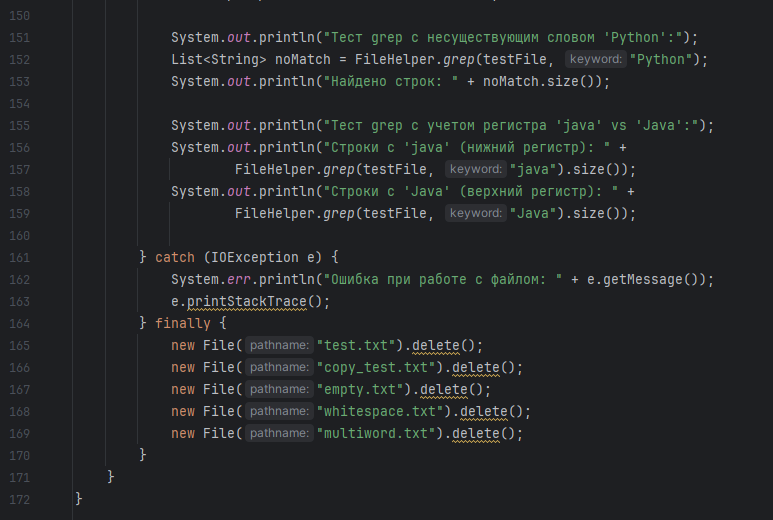 150
151 System.out.println("Тест grep с несуществующим словом 'Python':");
152 List<String> noMatch = FileHelper.grep(testFile, keyword: "Python");
153 System.out.println("Найдено строк: " + noMatch.size());
154
155 System.out.println("Тест grep с учетом регистра 'java' vs 'Java':");
156 System.out.println("Строки с 'java' (нижний регистр): " +
157 FileHelper.grep(testFile, keyword: "java").size());
158 System.out.println("Строки с 'Java' (верхний регистр): " +
159 FileHelper.grep(testFile, keyword: "Java").size());
160
161 } catch (IOException e) {
162 System.err.println("Ошибка при работе с файлом: " + e.getMessage());
163 e.printStackTrace();
164 } finally {
165 new File( pathname: "test.txt").delete();
166 new File( pathname: "copy_test.txt").delete();
167 new File( pathname: "empty.txt").delete();
168 new File( pathname: "whitespace.txt").delete();
169 new File( pathname: "multiword.txt").delete();
170 }
171 }
172 }